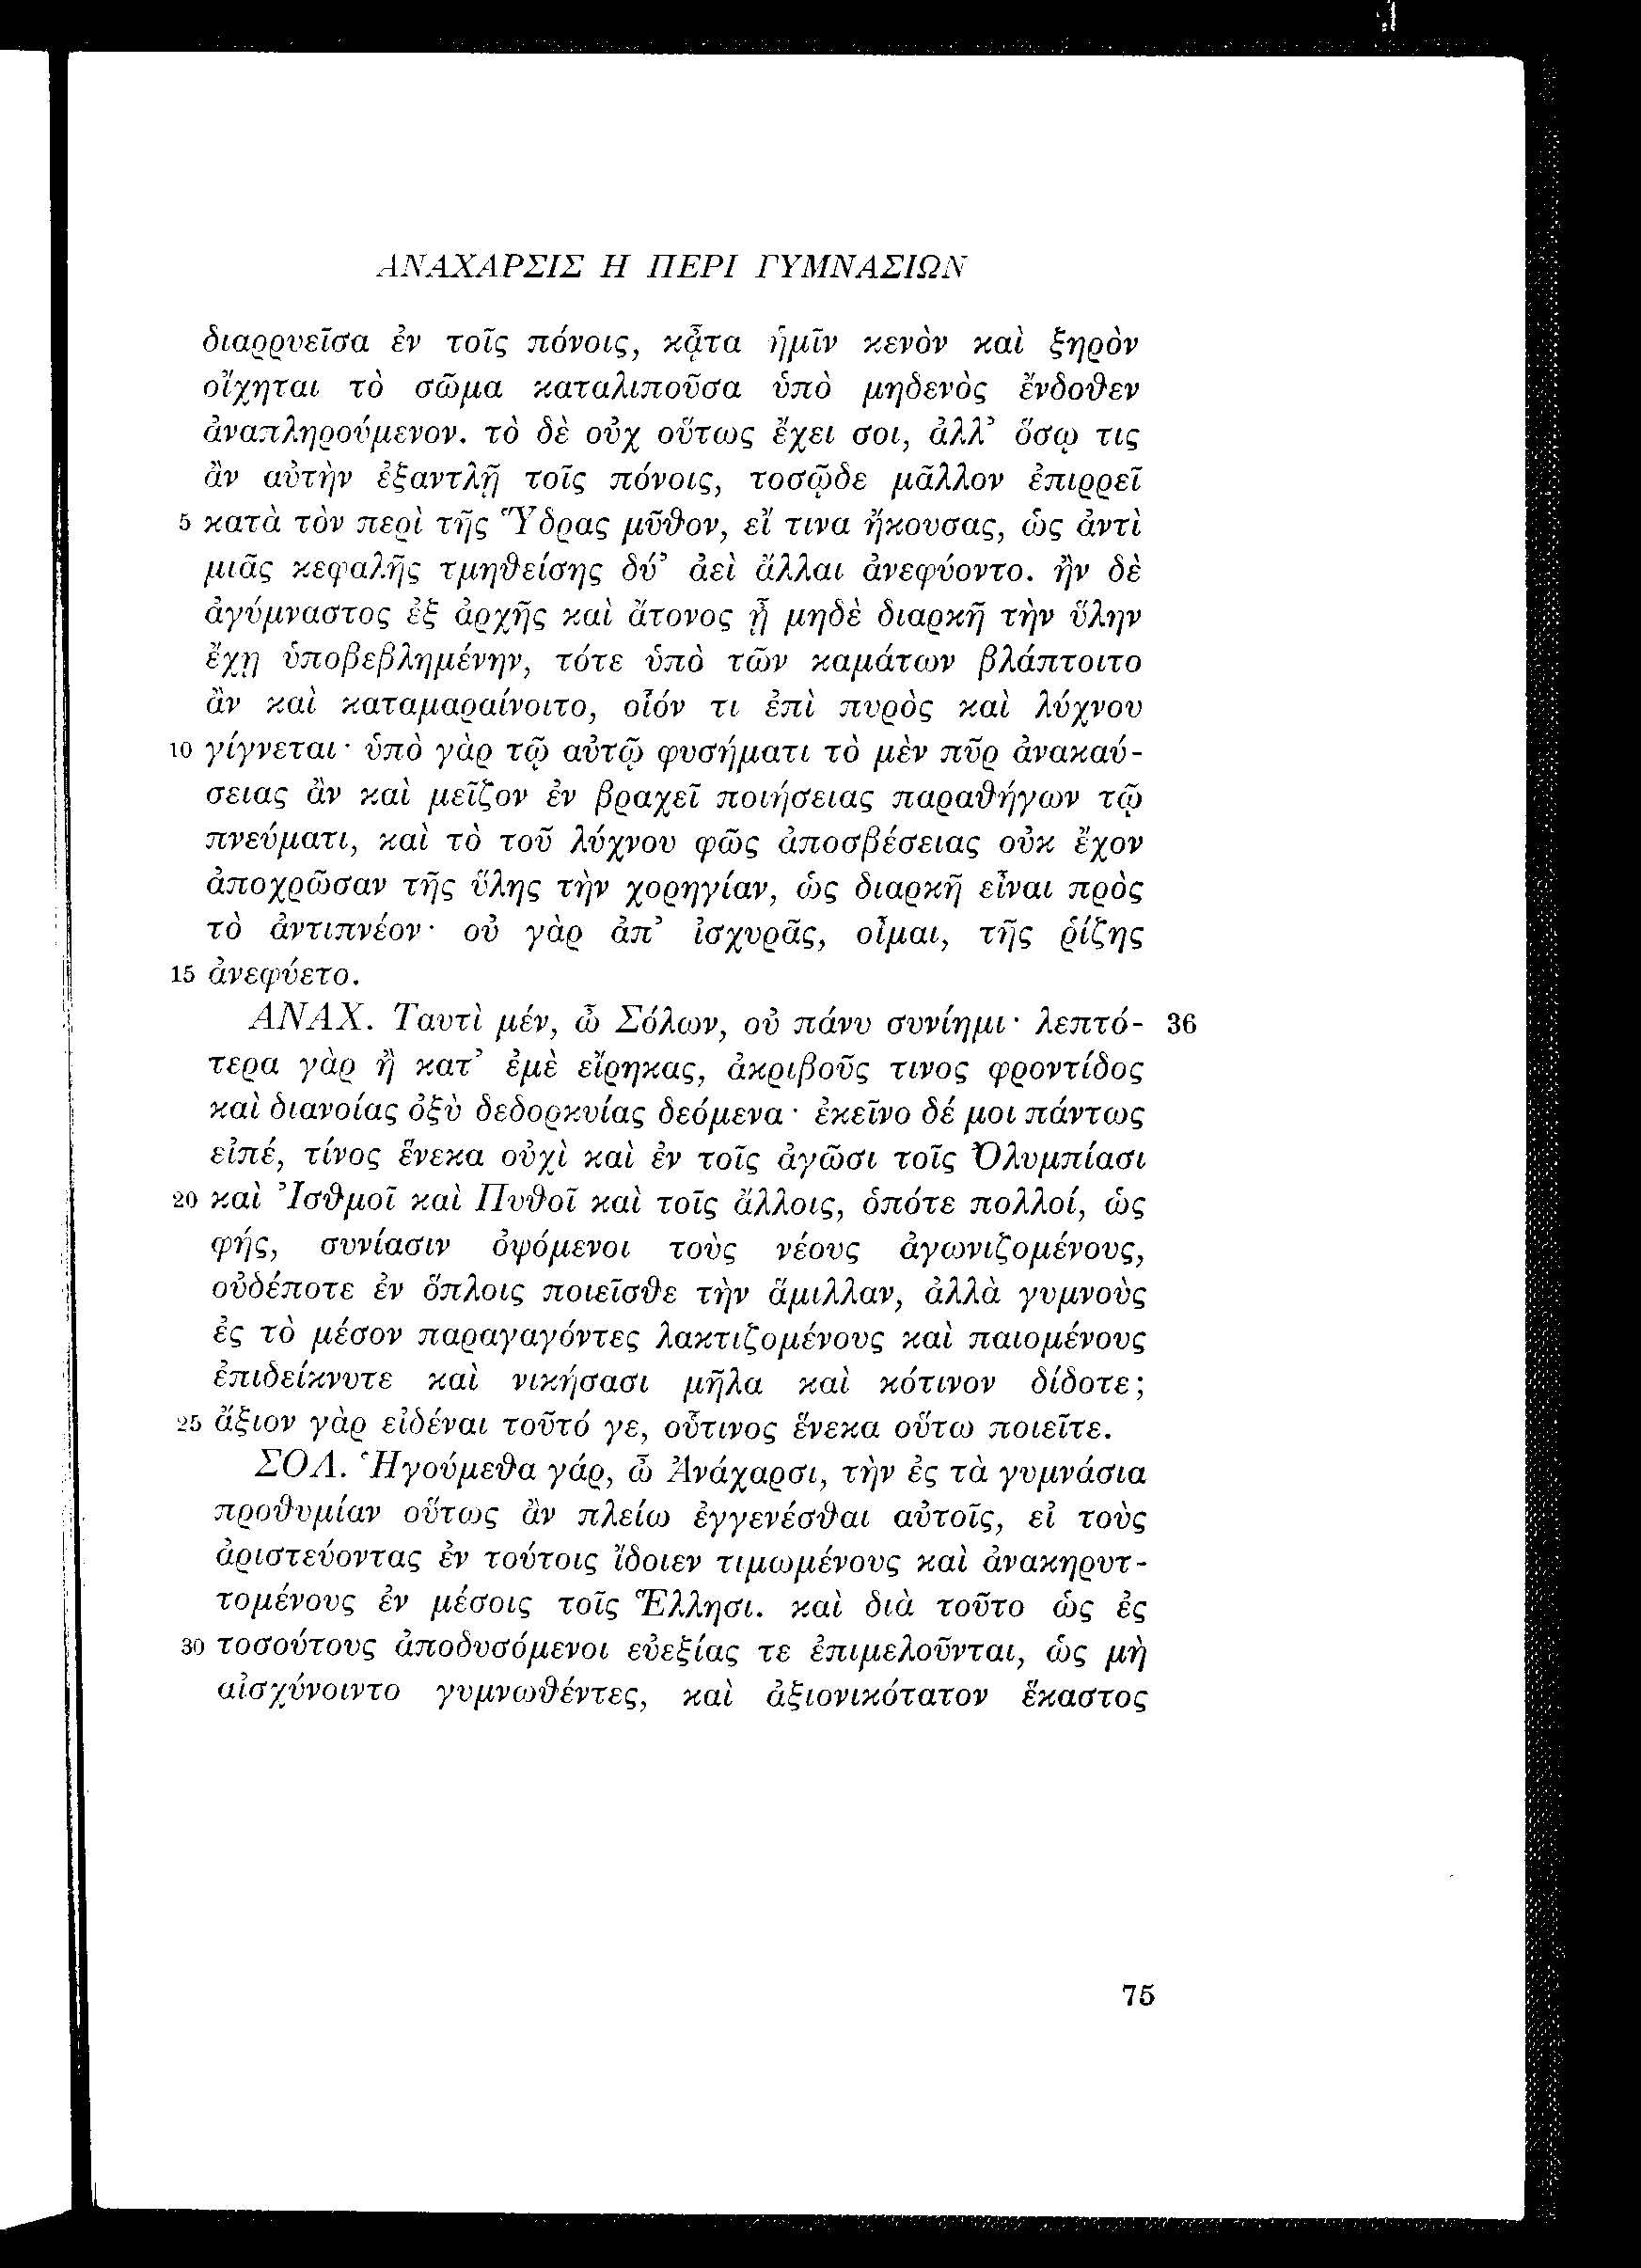 ΑΝΑΧΑΡΣΙΣ Η ΠΕΡΙ ΓΥΜΝΑΣΙΩΝ
διαρρυεῖσα ἐν τοῖς πόνοις, κᾆτα ἡμῖν κενὸν καὶ ξηρὸν
οἴχηται τὸ σῶμα καταλιποῦσα ὑπὸ μηδενὸς ἔνδοθεν
ἀναπληρούμενον. τὸ δὲ οὐχ οὕτως ἔχει σοι, ἀλλ’ ὅσῳ τις
ἂν αὐτὴν ἐξαντλῇ τοῖς πόνοις, τοσῷδε μᾶλλον ἐπιρρεῖ
5 κατὰ τὸν περὶ τῆς Ὕδρας μῦθον, εἴ τινα ἤκουσας, ὡς ἀντὶ
μιᾶς κεφαλῆς τμηθείσης δύ’ ἀεὶ ἄλλαι ἀνεφύοντο. ἢν δὲ
ἀγύμναστος ἐξ ἀρχῆς καὶ ἄτονος ᾖ μηδὲ διαρκῆ τὴν ὕλην
ἔχῃ ὑποβεβλημένην, τότε ὑπὸ τῶν καμάτων βλάπτοιτο
ἂν καὶ καταμαραίνοιτο, οἷόν τι ἐπὶ πυρὸς καὶ λύχνου
10 γίγνεται· ὑπὸ γὰρ τῷ αὐτῷ φυσήματι τὸ μὲν πῦρ ἀνακαύ-
σειας ἂν καὶ μεῖζον ἐν βραχεῖ ποιήσειας παραθήγων τῷ
πνεύματι, καὶ τὸ τοῦ λύχνου φῶς ἀποσβέσειας οὐκ ἔχον
ἀποχρῶσαν τῆς ὕλης τὴν χορηγίαν, ὡς διαρκῆ εἶναι πρὸς
τὸ ἀντιπνέον· οὐ γὰρ ἀπ’ ἰσχυρᾶς, οἶμαι, τῆς ῥίζης
15 ἀνεφύετο.
ΑΝΑΧ. Ταυτὶ μέν, ὦ Σόλων, οὐ πάνυ συνίημι· λεπτό- 36
τερα γὰρ ἢ κατ’ ἐμὲ εἴρηκας, ἀκριβοῦς τινος φροντίδος
καὶ διανοίας ὀξὺ δεδορκυίας δεόμενα· ἐκεῖνο δέ μοι πάντως
εἰπέ, τίνος ἕνεκα οὐχὶ καὶ ἐν τοῖς ἀγῶσι τοῖς Ὀλυμπίασι
20 καὶ Ἰσθμοῖ καὶ Πυθοῖ καὶ τοῖς ἄλλοις, ὁπότε πολλοί, ὡς
φής, συνίασιν ὀψόμενοι τοὺς νέους ἀγωνιζομένους,
οὐδέποτε ἐν ὅπλοις ποιεῖσθε τὴν ἅμιλλαν, ἀλλὰ γυμνοὺς
ἐς τὸ μέσον παραγαγόντες λακτιζομένους καὶ παιομένους
ἐπιδείκνυτε καὶ νικήσασι μῆλα καὶ κότινον δίδοτε;
25 ἄξιον γὰρ εἰδέναι τοῦτό γε, οὗτινος ἕνεκα οὕτω ποιεῖτε.
ΣΟΛ. Ἡγούμεθα γάρ, ὦ Ἀνάχαρσι, τὴν ἐς τὰ γυμνάσια
προθυμίαν οὕτως ἂν πλείω ἐγγενέσθαι αὐτοῖς, εἰ τοὺς
ἀριστεύοντας ἐν τούτοις ἴδοιεν τιμωμένους καὶ ἀνακηρυτ-
τομένους ἐν μέσοις τοῖς Ἕλλησι. καὶ διὰ τοῦτο ὡς ἐς
30 τοσούτους ἀποδυσόμενοι εὐεξίας τε ἐπιμελοῦνται, ὡς μὴ
αἰσχύνοιντο γυμνωθέντες, καὶ ἀξιονικότατον ἕκαστος
75